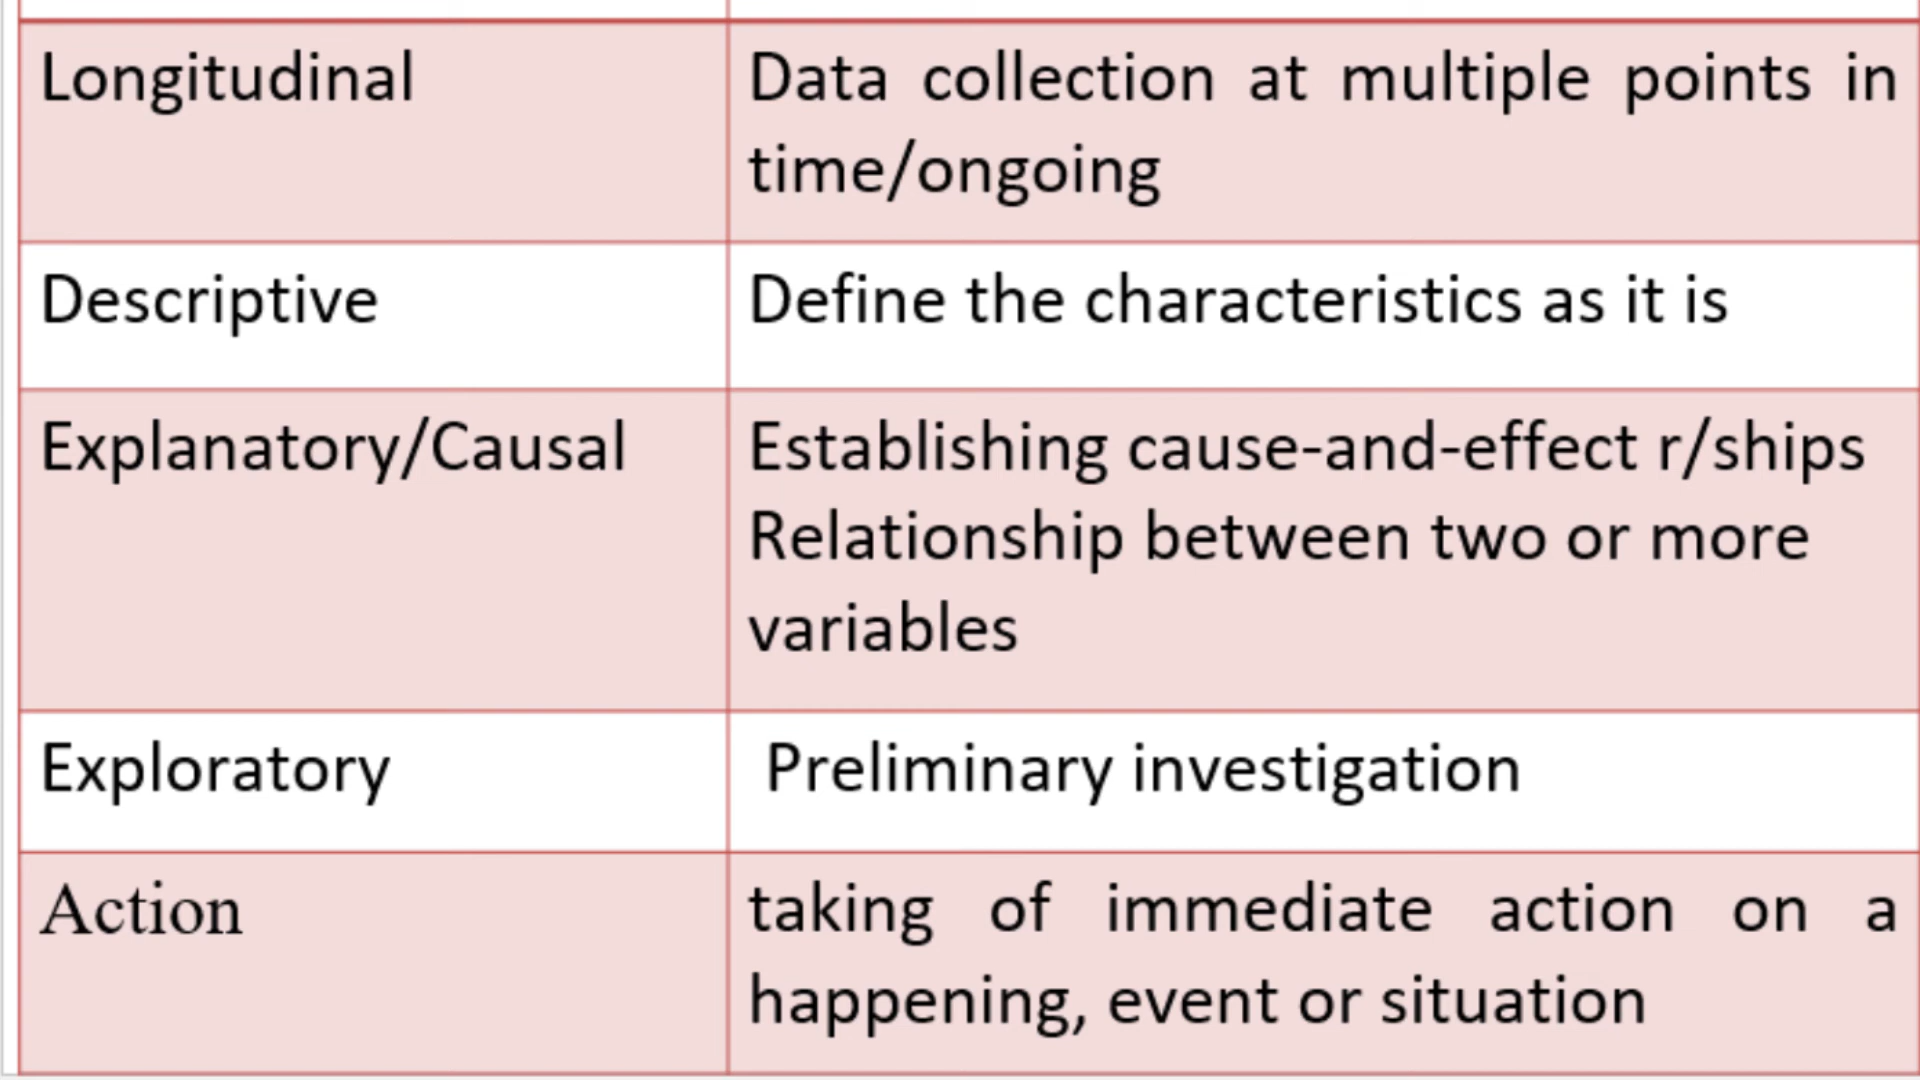 Longitudinal
Data collection at multiple points in
time/ongoing
Descriptive
Define the characteristics as it is
Explanatory/Causal
Establishing cause-and-effect r/ships
Relationship between two or more
variables
Exploratory
Preliminary investigation
Action
taking of immediate action on a
happening, event or situation